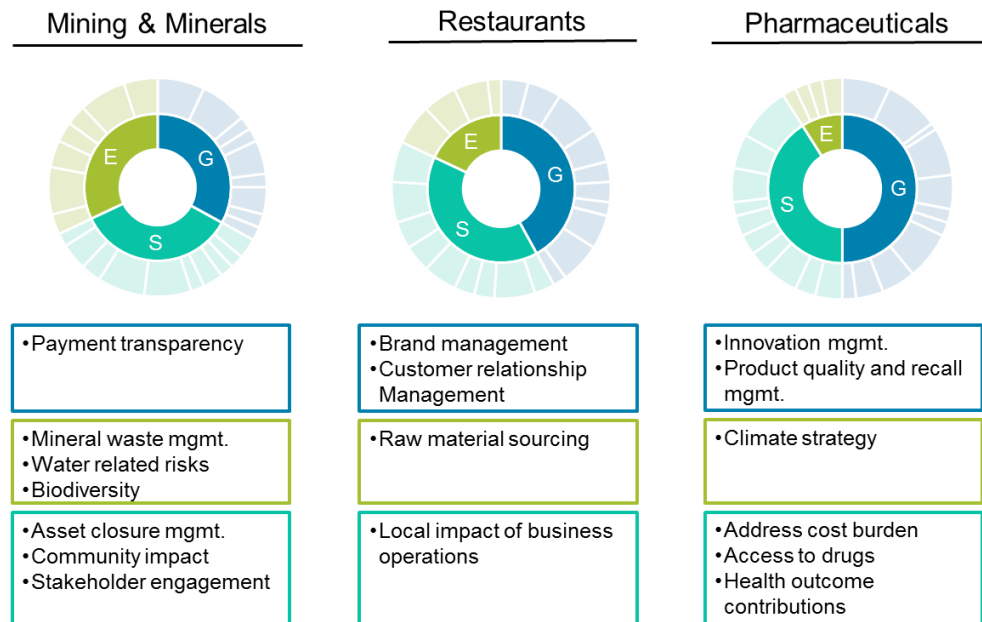 Mining & Minerals
Restaurants
Pharmaceuticals
E
G
S
E
G
S
E
G
S
•Payment transparency
•Brand management
•Customer relationship
Management
•Innovation mgmt.
•Product quality and recall
mgmt.
•Mineral waste mgmt.
•Water related risks
•Biodiversity
•Raw material sourcing
•Climate strategy
•Asset closure mgmt.
•Community impact
•Stakeholder engagement
•Local impact of business
operations
•Address cost burden
•Access to drugs
•Health outcome
contributions